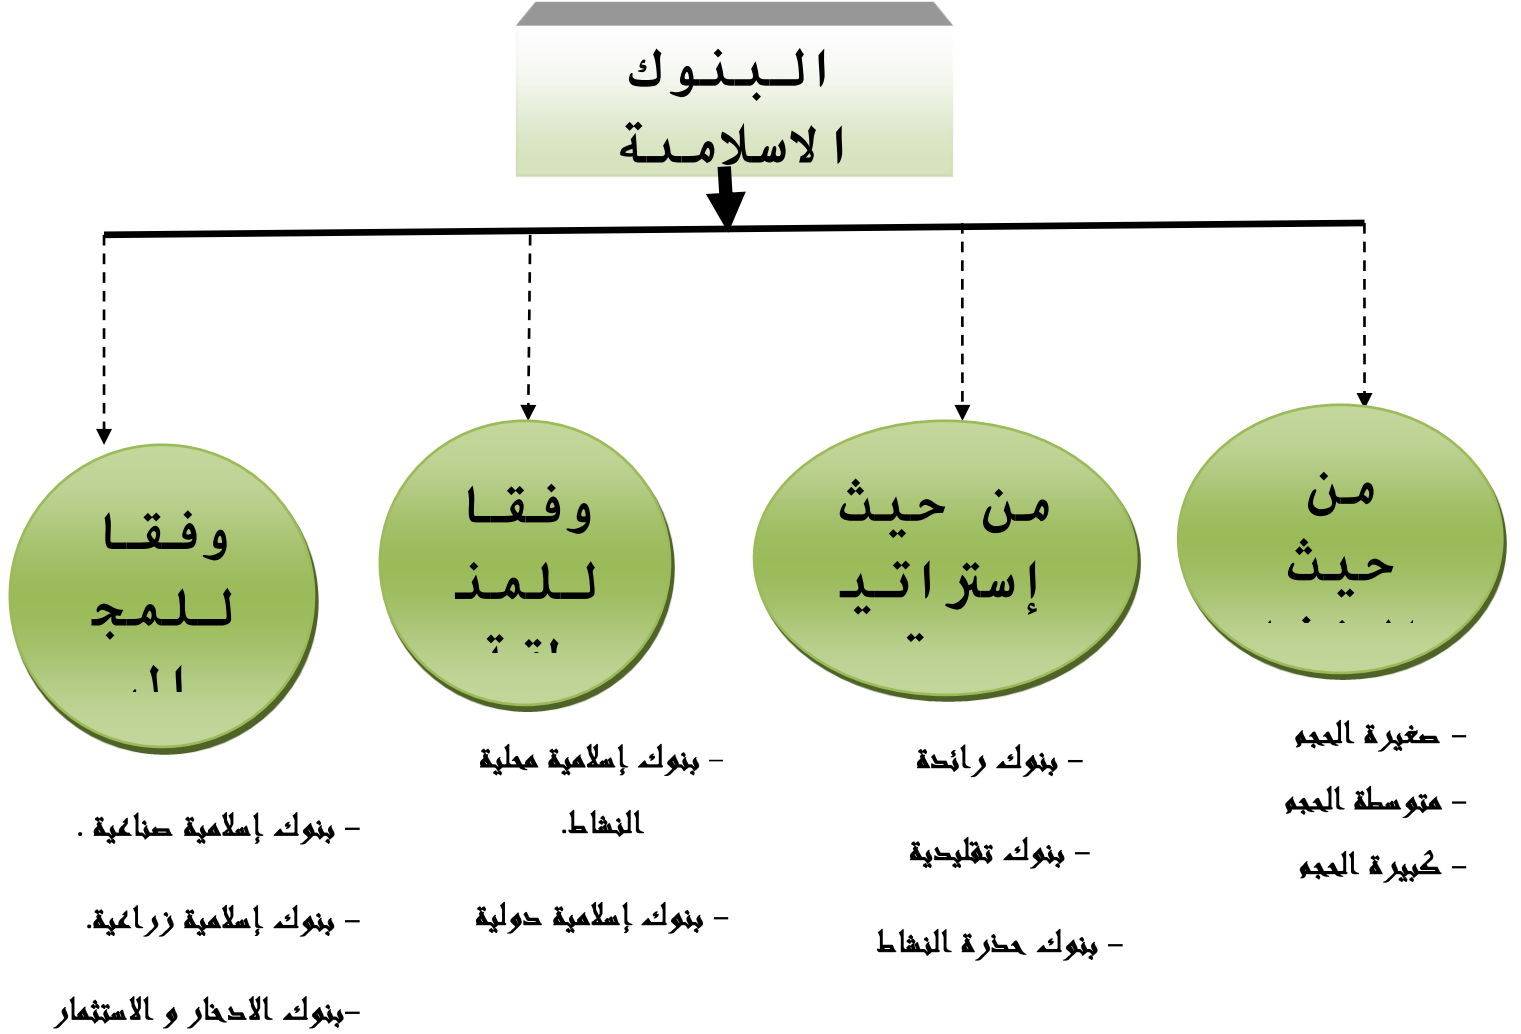 البنوك
الاسلامية
من
حيث
من حيث
إستراتيـ
وفقا
للمنـ
وفقا
للمجـ
– صغيرة الحجم
– متوسطة الحجم
– كبيرة الحجم
– بنوك رائدة
– بنوك تقليدية
– بنوك حذرة النشاط
– بنوك إسلامية محلية
النشاط.
– بنوك إسلامية دولية
– بنوك إسلامية صناعية .
– بنوك إسلامية زراعية.
–بنوك الادخار و الاستثمار